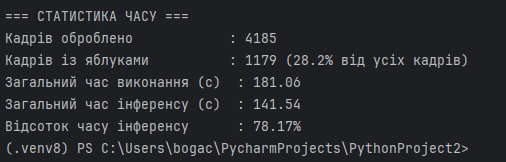 === СТАТИСТИКА ЧАСУ ===
Кадрів оброблено : 4185
Кадрів із яблуками : 1179 (28.2% від усіх кадрів)
Загальний час виконання (с) : 181.06
Загальний час інференсу (с) : 141.54
Відсоток часу інференсу : 78.17%
(.venv8) PS C:\Users\bogac\PycharmProjects\PythonProject2>